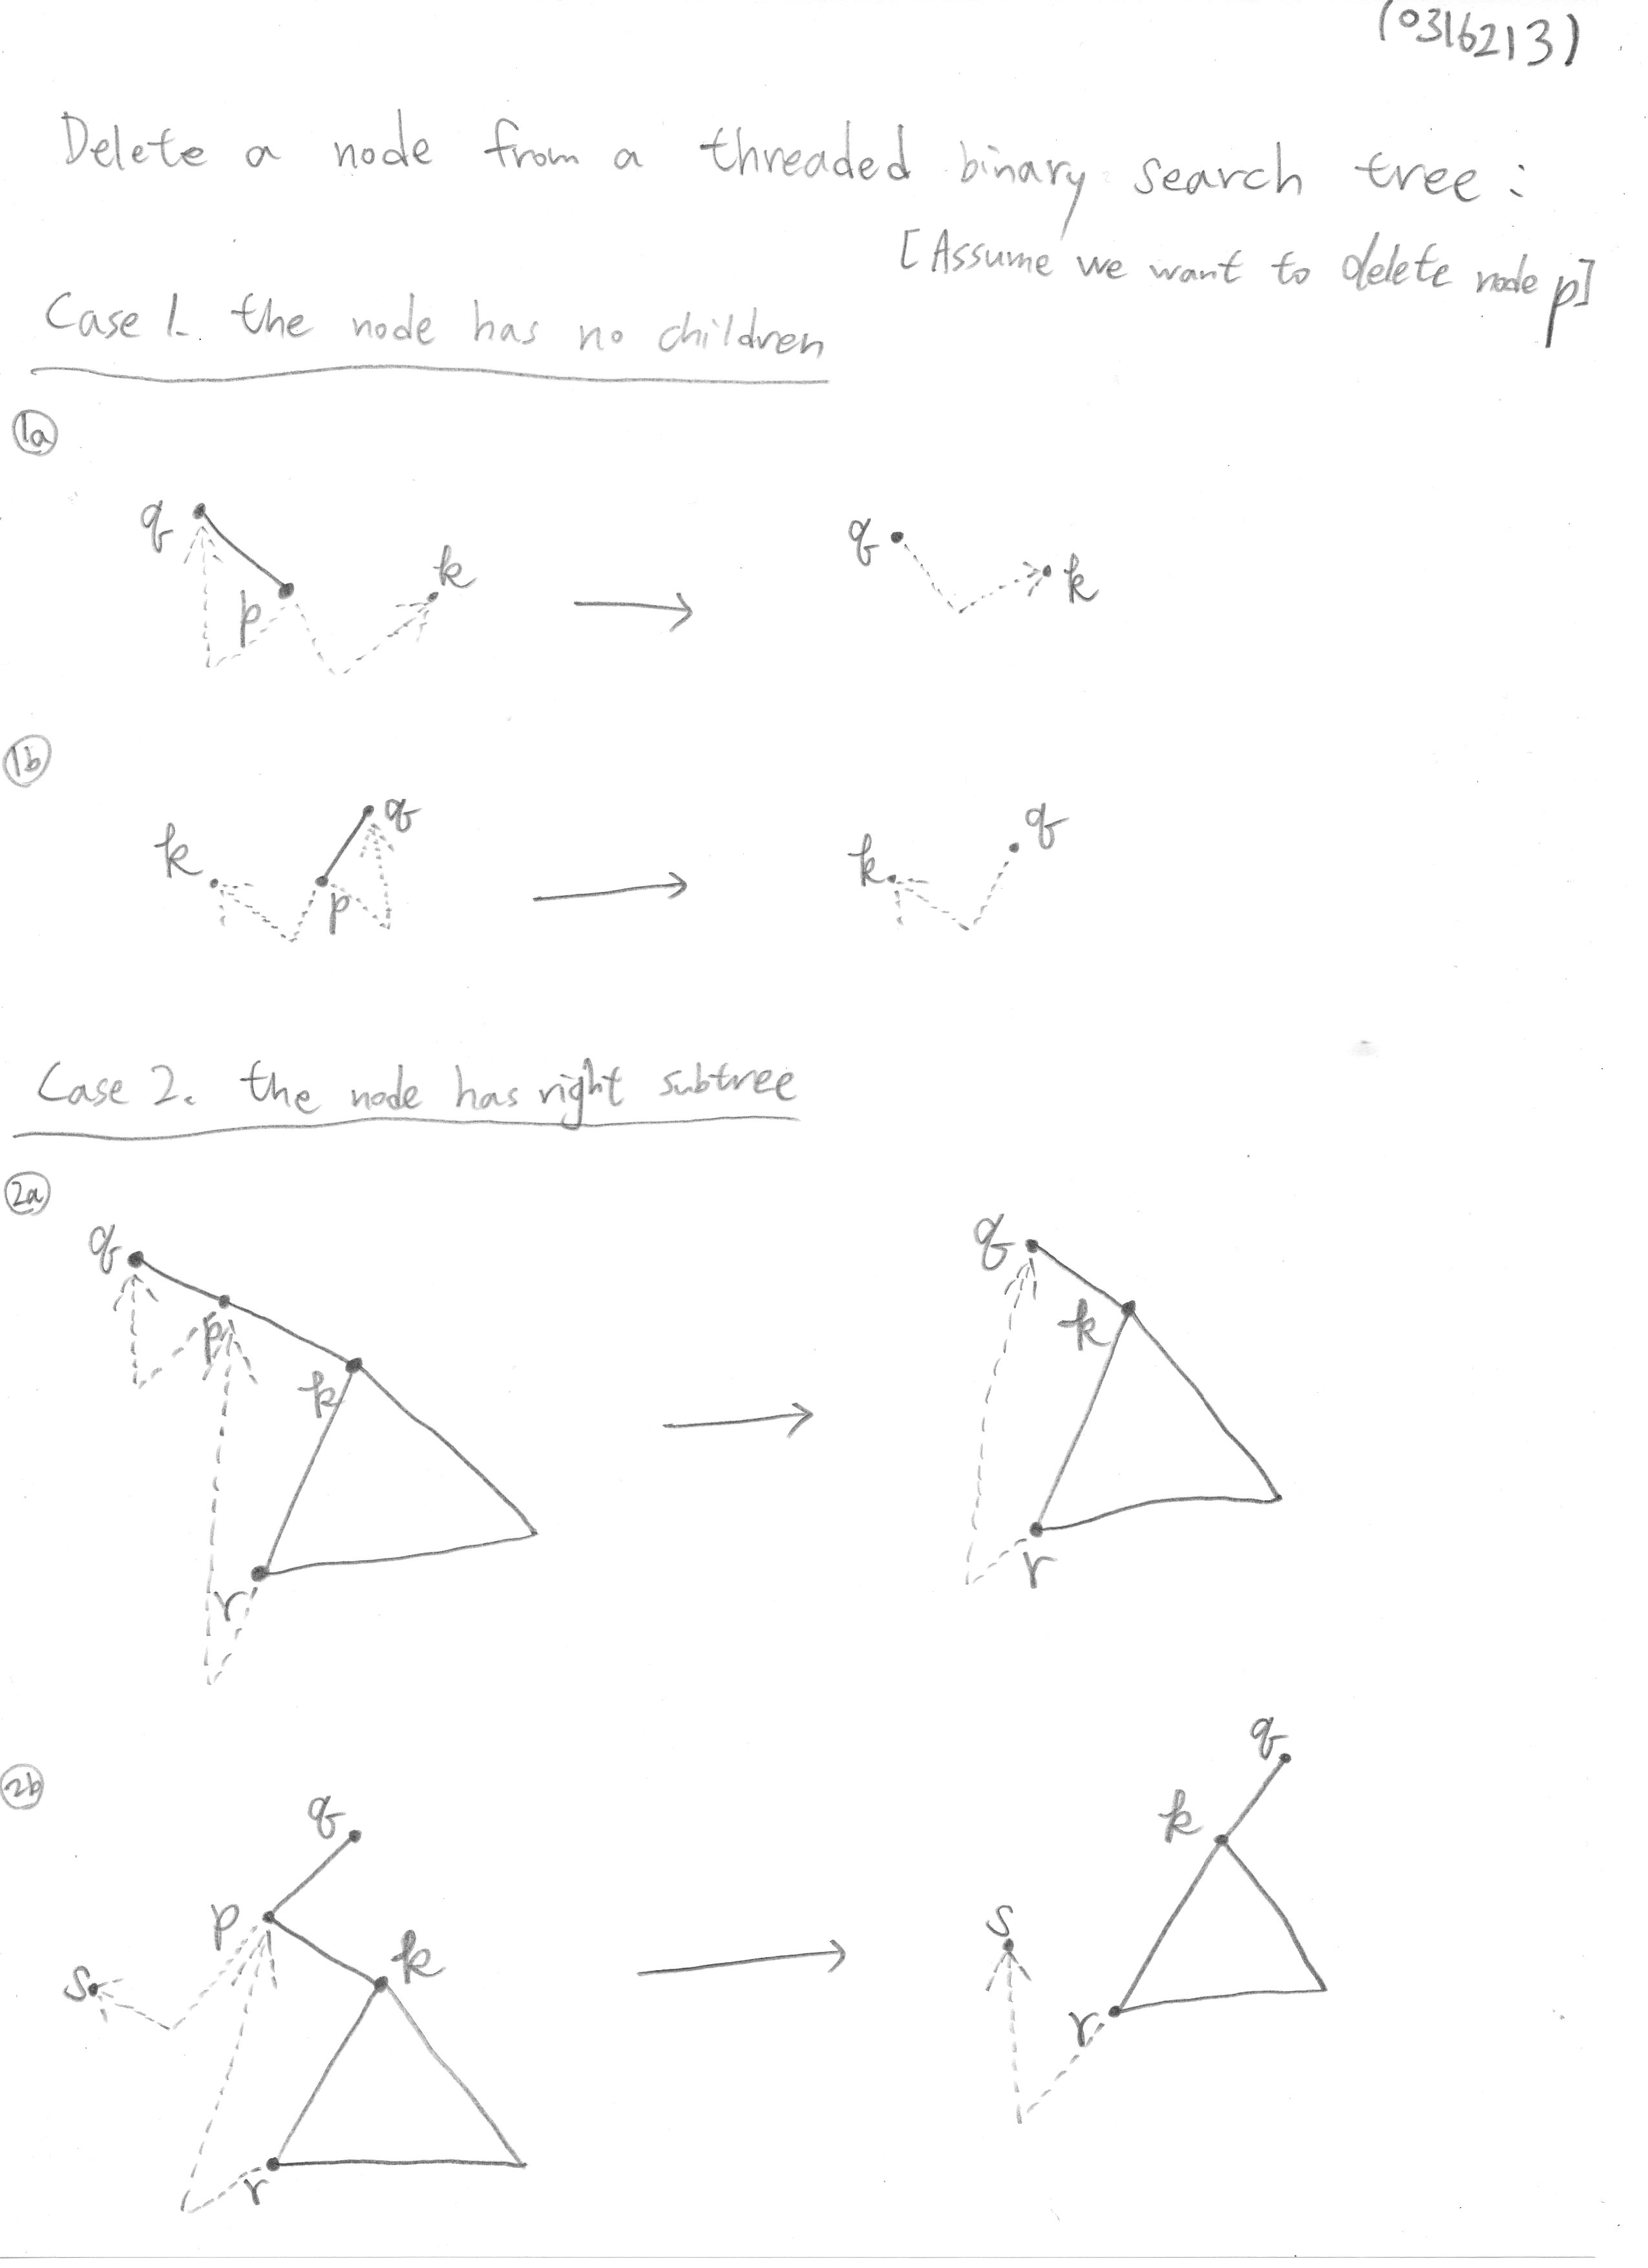 (0316213)
Delete a node from a threaded binary search tree :
[Assume we want to delete node p]
Case 1. the node has no children
1a
q
p
k
q
k
1b
k
p
q
k
q
Case 2. the node has right subtree
2a
q
p
k
r
q
k
r
2b
q
p
k
s
r
q
k
s
r